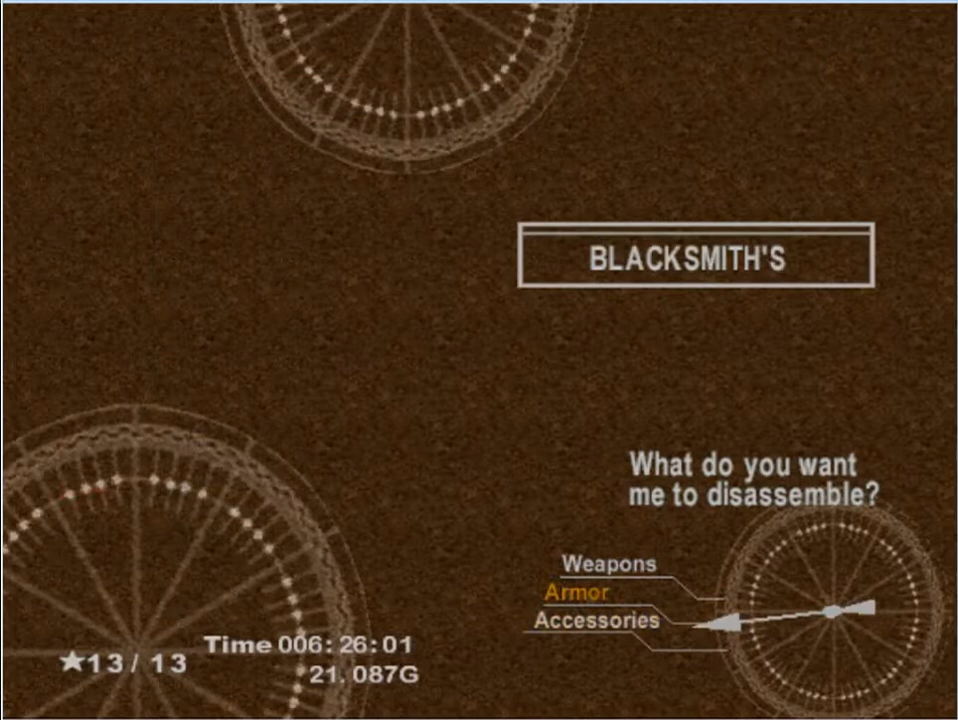 BLACKSMITH'S
What do you want
me to disassemble?
Weapons
Armor
Accessories
Time 006:26:01
★13/ 13
21. 087G